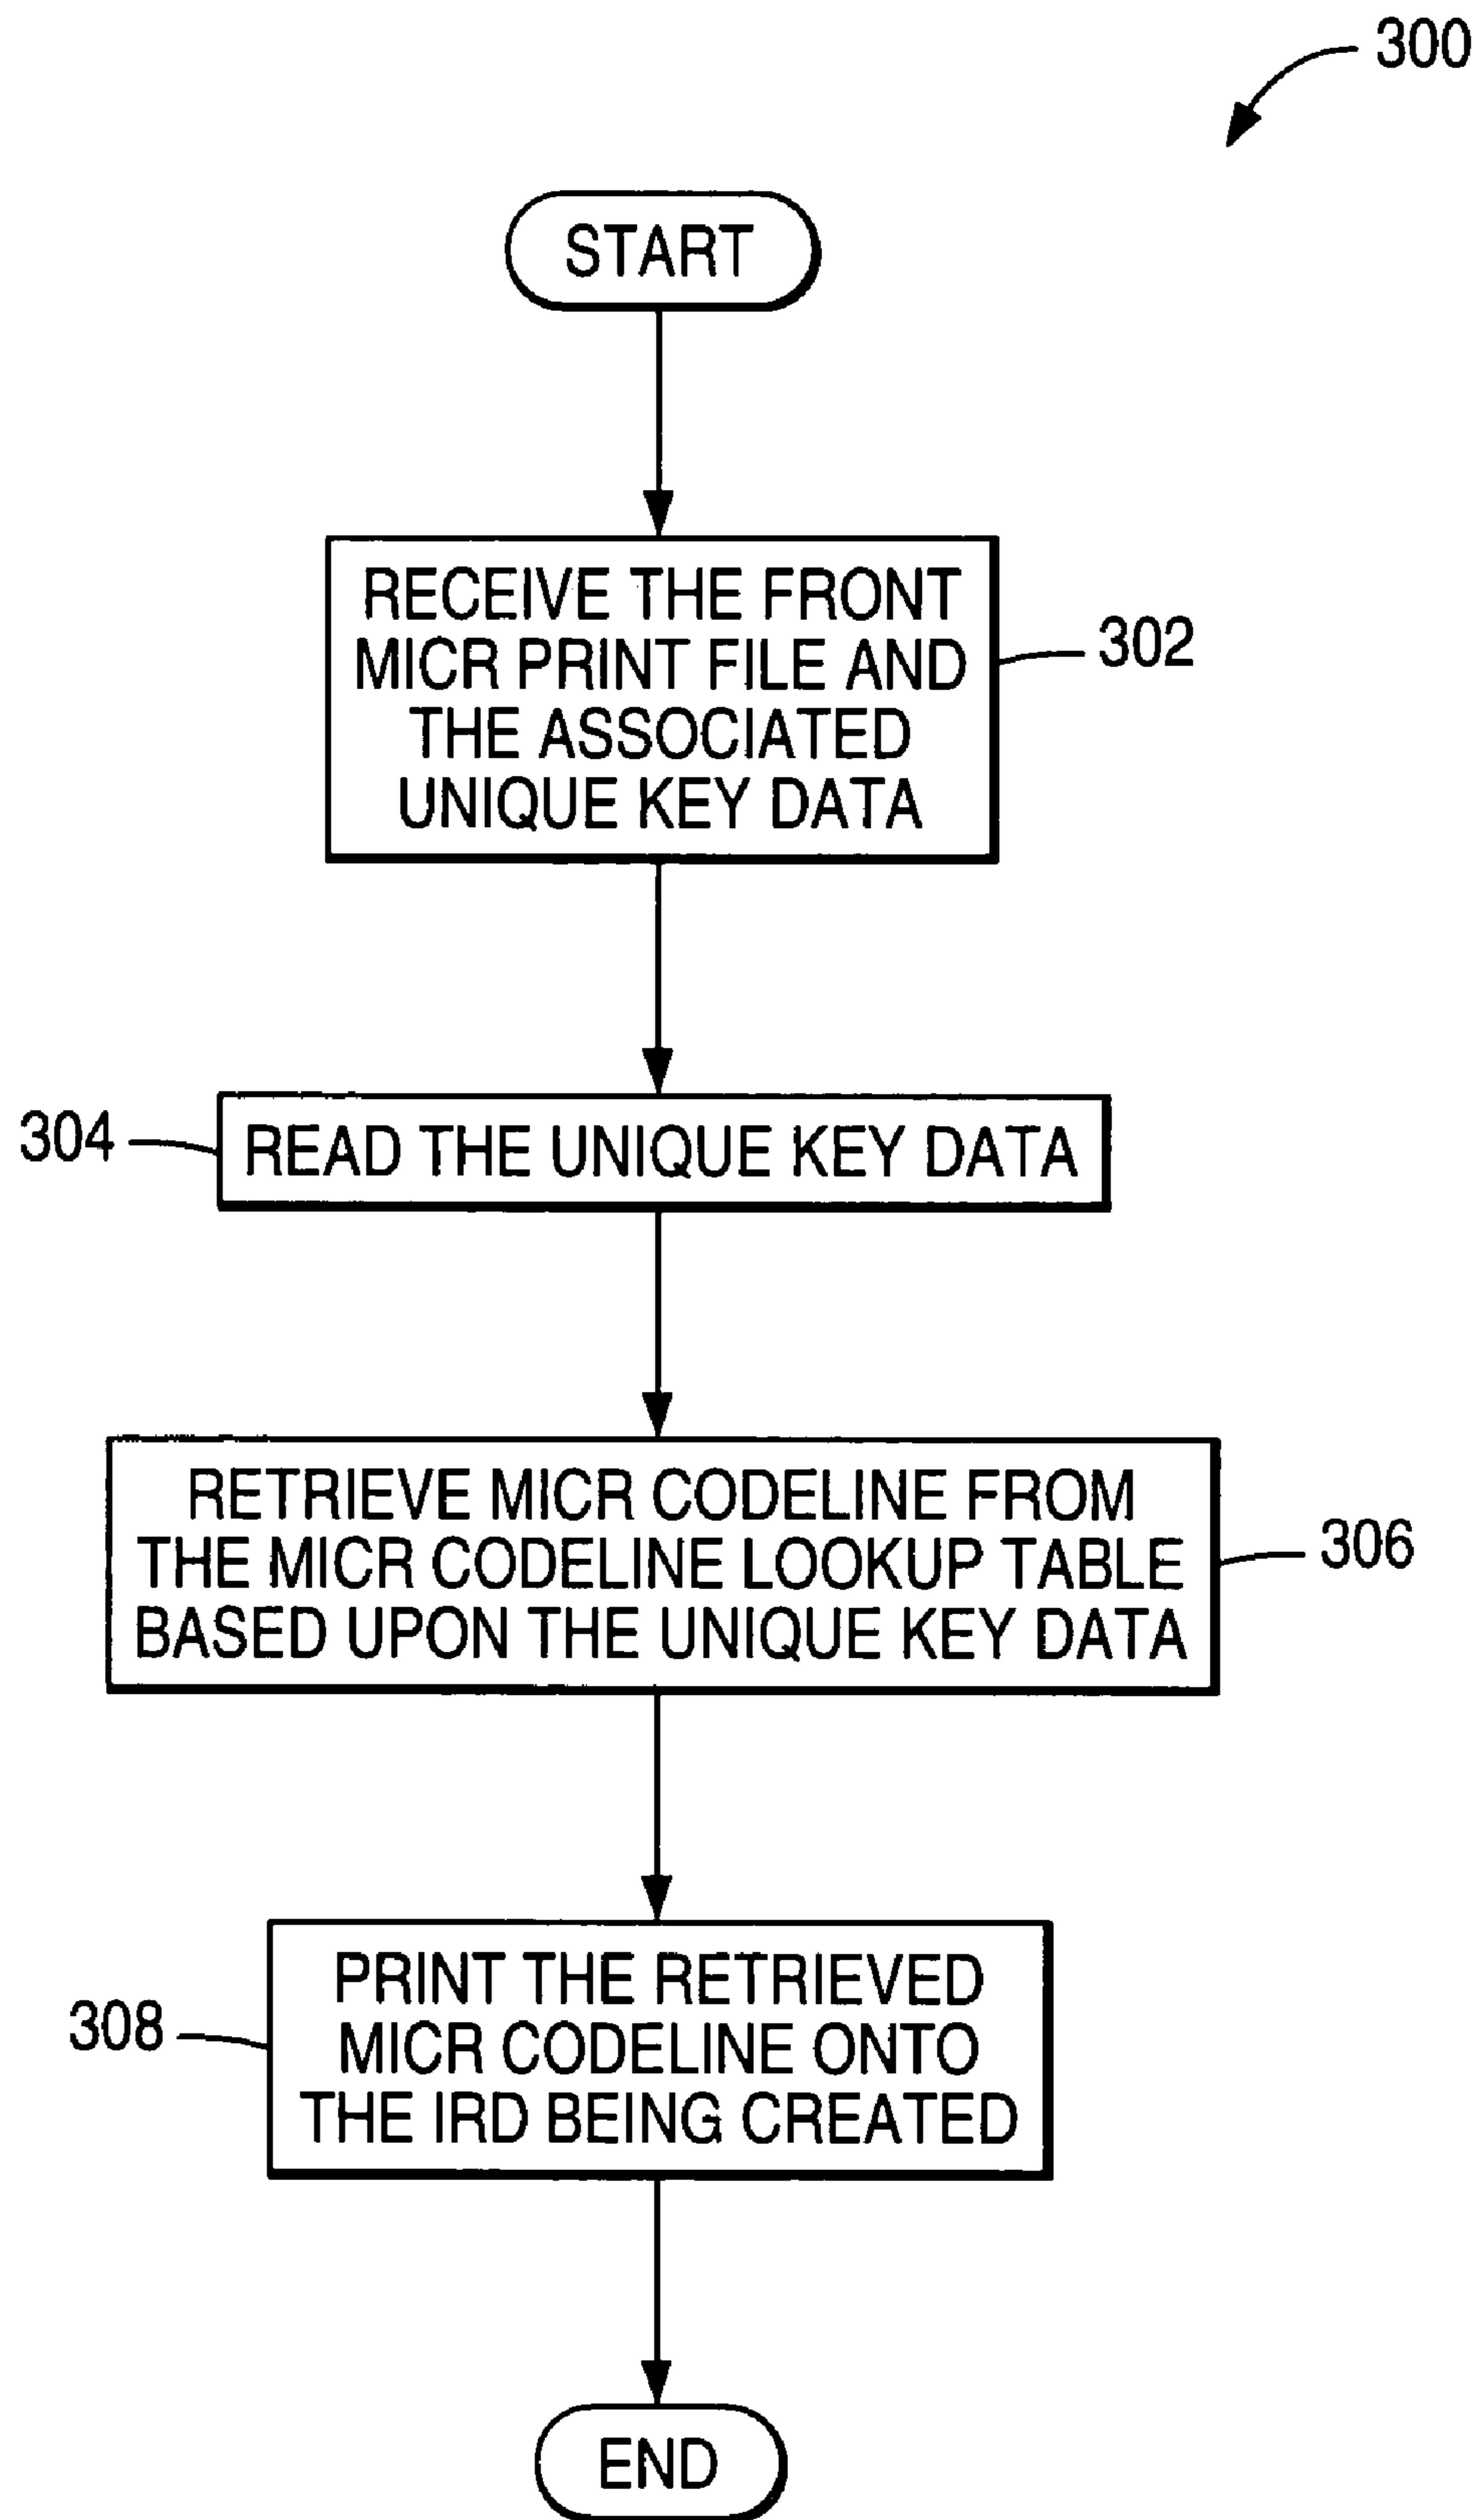 300
START
RECEIVE THE FRONT
MICR PRINT FILE AND
THE ASSOCIATED
UNIQUE KEY DATA
302
304
READ THE UNIQUE KEY DATA
RETRIEVE MICR CODELINE FROM
THE MICR CODELINE LOOKUP TABLE
BASED UPON THE UNIQUE KEY DATA
306
308
PRINT THE RETRIEVED
MICR CODELINE ONTO
THE IRD BEING CREATED
END